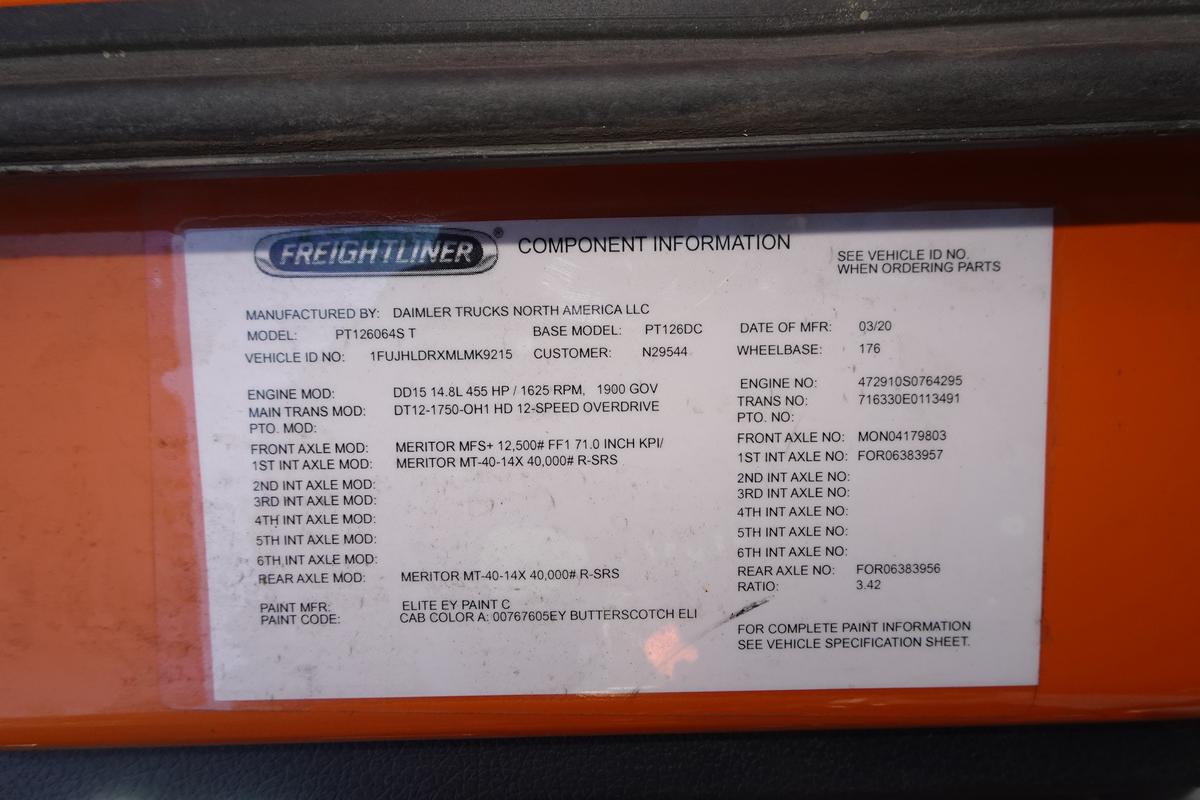 FREIGHTLINER ® COMPONENT INFORMATION
SEE VEHICLE ID NO.
WHEN ORDERING PARTS
MANUFACTURED BY: DAIMLER TRUCKS NORTH AMERICA LLC
MODEL: PT126064S T BASE MODEL: PT126DC DATE OF MFR: 03/20
VEHICLE ID NO: 1FUJHLDRXMLMK9215 CUSTOMER: N29544 WHEELBASE: 176
ENGINE MOD: DD15 14.8L 455 HP / 1625 RPM, 1900 GOV ENGINE NO: 472910S0764295
MAIN TRANS MOD: DT12-1750-OH1 HD 12-SPEED OVERDRIVE TRANS NO: 716330E0113491
PTO. MOD: PTO. NO:
FRONT AXLE MOD: MERITOR MFS+ 12,500# FF1 71.0 INCH KPI/ FRONT AXLE NO: MON04179803
1ST INT AXLE MOD: MERITOR MT-40-14X 40,000# R-SRS 1ST INT AXLE NO: FOR06383957
2ND INT AXLE MOD: 2ND INT AXLE NO:
3RD INT AXLE MOD: 3RD INT AXLE NO:
4TH INT AXLE MOD: 4TH INT AXLE NO:
5TH INT AXLE MOD: 5TH INT AXLE NO:
6TH INT AXLE MOD: 6TH INT AXLE NO:
REAR AXLE MOD: MERITOR MT-40-14X 40,000# R-SRS REAR AXLE NO: FOR06383956
RATIO: 3.42
PAINT MFR: ELITE EY PAINT C
PAINT CODE: CAB COLOR A: 00767605EY BUTTERSCOTCH ELI
FOR COMPLETE PAINT INFORMATION
SEE VEHICLE SPECIFICATION SHEET.